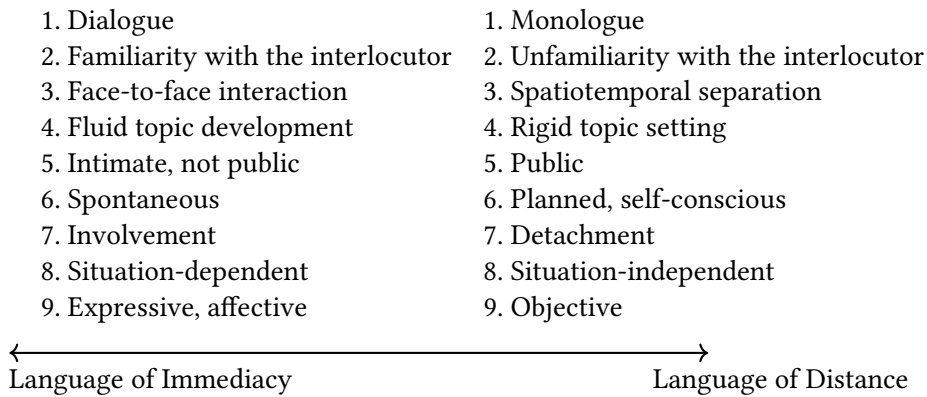 1. Dialogue
2. Familiarity with the interlocutor
3. Face-to-face interaction
4. Fluid topic development
5. Intimate, not public
6. Spontaneous
7. Involvement
8. Situation-dependent
9. Expressive, affective
1. Monologue
2. Unfamiliarity with the interlocutor
3. Spatiotemporal separation
4. Rigid topic setting
5. Public
6. Planned, self-conscious
7. Detachment
8. Situation-independent
9. Objective
Language of Immediacy
Language of Distance